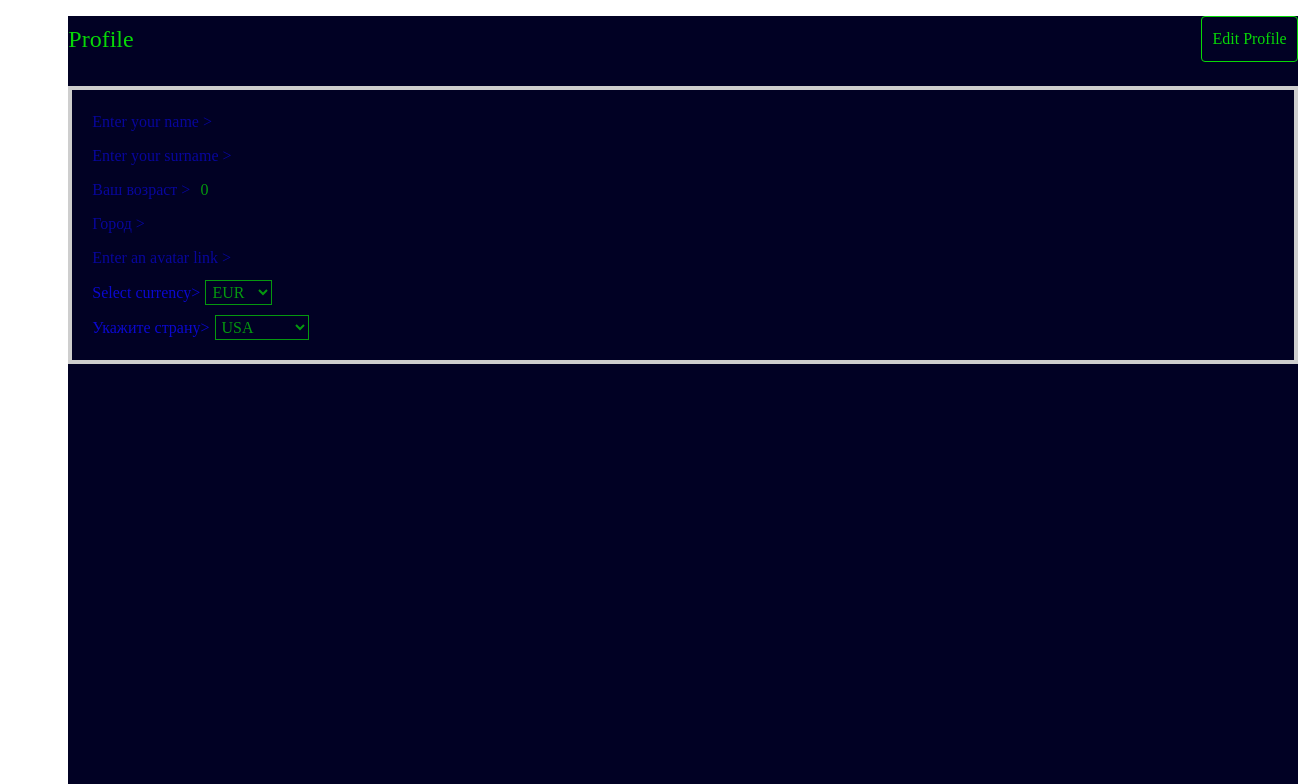 Profile
Edit Profile
Enter your name >
Enter your surname >
Ваш возраст > 0
Город >
Enter an avatar link >
Select currency> EUR
Укажите страну> USA